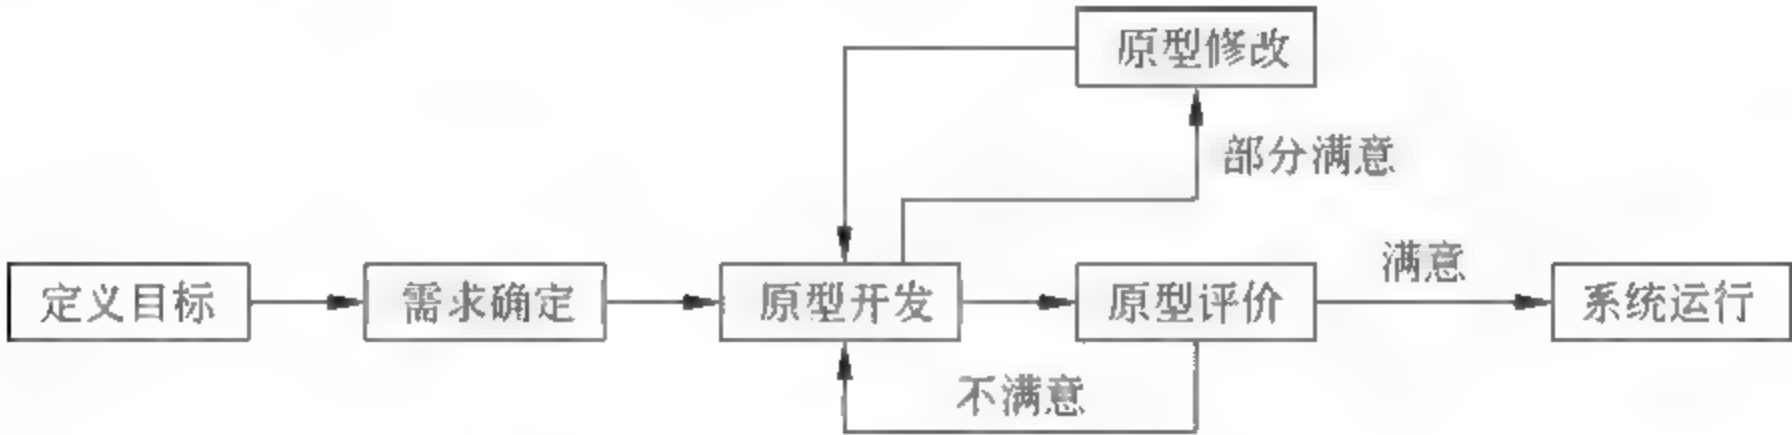 原型修改
部分满意
满意
定义目标
需求确定
原型开发
原型评价
系统运行
不满意